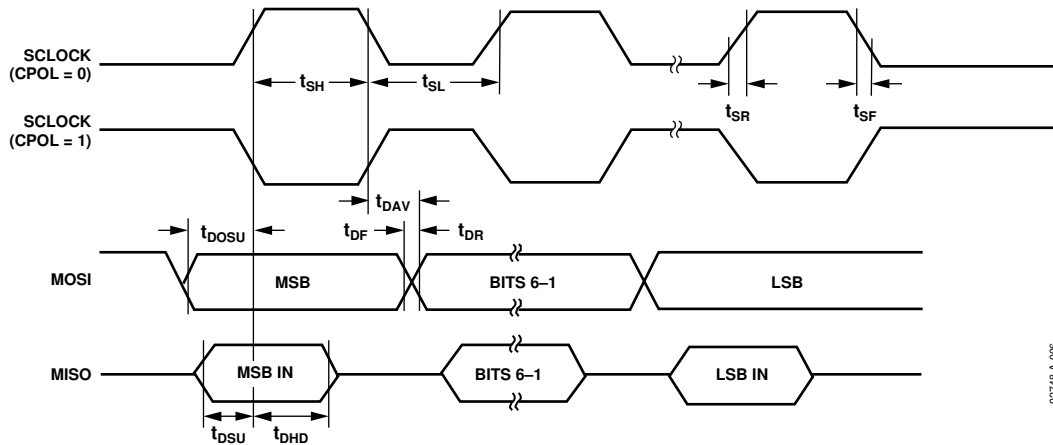 SCLOCK
(CPOL = 0)
tSH
tSL
tSR
tSF
SCLOCK
(CPOL = 1)
tDAV
tDOSU
tDF
tDR
MOSI
MSB
BITS 6–1
LSB
MISO
MSB IN
BITS 6–1
LSB IN
tDSU
tDHD